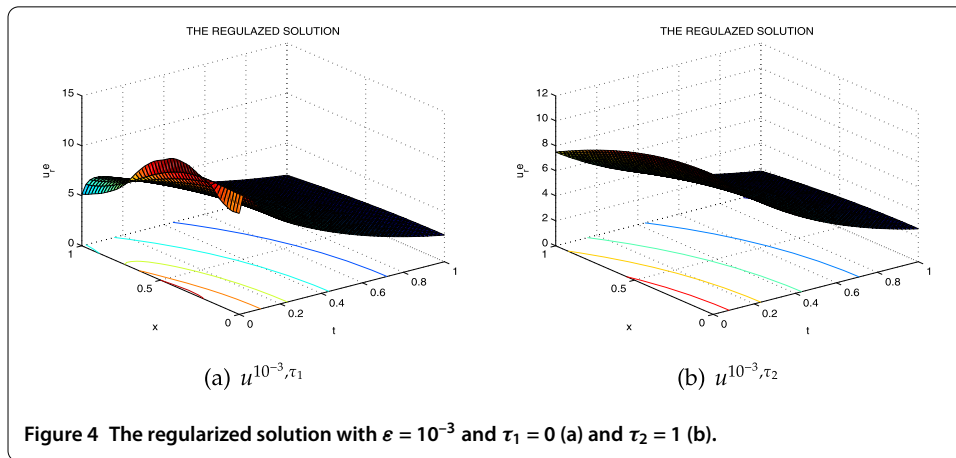 THE REGULAZED SOLUTION
15
10
5
0
u_r e
1
0.5
0
x
0
0.2
0.4
0.6
0.8
1
t
(a) u^{10^{−3},τ_1}
THE REGULAZED SOLUTION
12
10
8
6
4
2
0
u_r e
1
0.5
0
x
0
0.2
0.4
0.6
0.8
1
t
(b) u^{10^{−3},τ_2}
Figure 4 The regularized solution with ε = 10^{−3} and τ_1 = 0 (a) and τ_2 = 1 (b).